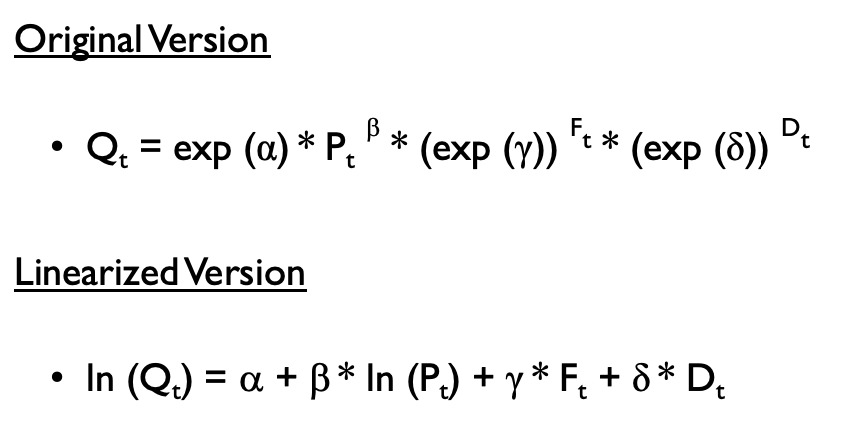 Original Version
• Qₜ = exp (α) * Pₜ ^β * (exp (γ)) ^Fₜ * (exp (δ)) ^Dₜ
Linearized Version
• ln (Qₜ) = α + β * ln (Pₜ) + γ * Fₜ + δ * Dₜ